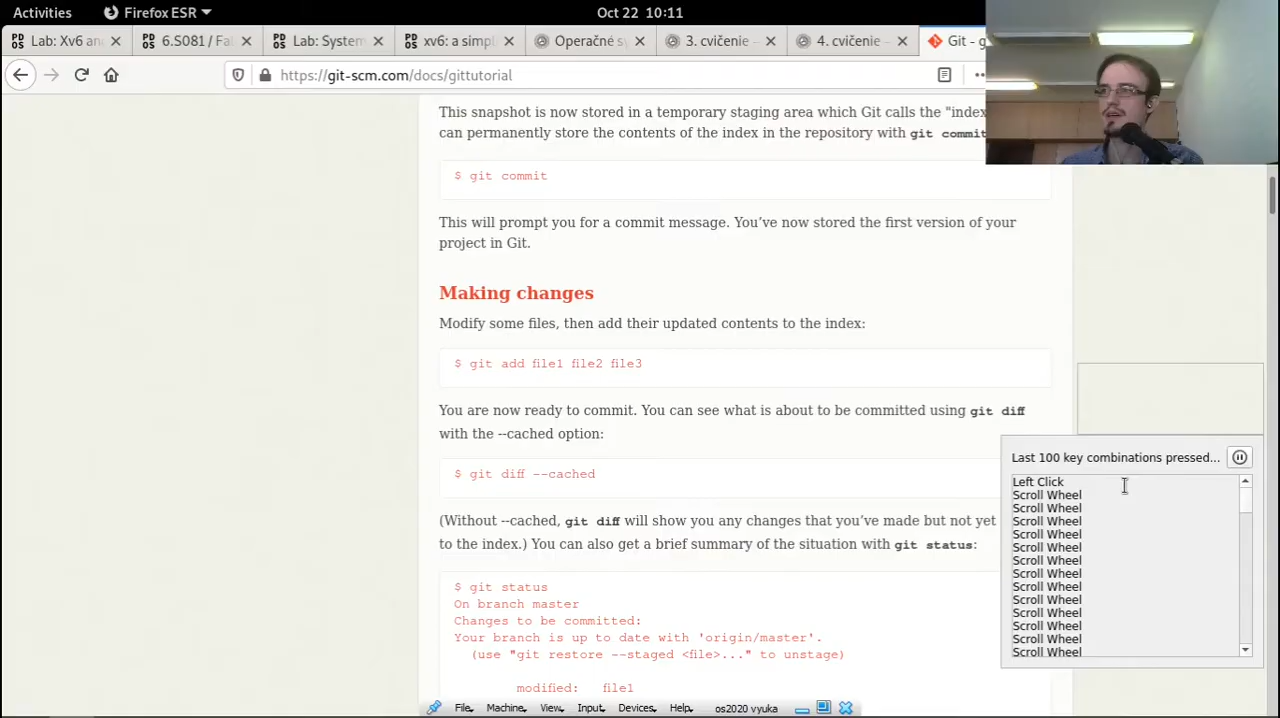 Activities
Firefox ESR
Oct 22 10:11
Lab: Xv6 an
6.S081 / Fal
Lab: System
xv6: a simpl
Operačné sy
3. cvičenie
4. cvičenie
Git - g
https://git-scm.com/docs/gittutorial
This snapshot is now stored in a temporary staging area which Git calls the "index
can permanently store the contents of the index in the repository with git commit
$ git commit
This will prompt you for a commit message. You've now stored the first version of your
project in Git.
Making changes
Modify some files, then add their updated contents to the index:
$ git add file1 file2 file3
You are now ready to commit. You can see what is about to be committed using git diff
with the --cached option:
$ git diff --cached
(Without --cached, git diff will show you any changes that you've made but not yet
to the index.) You can also get a brief summary of the situation with git status:
$ git status
On branch master
Changes to be committed:
Your branch is up to date with 'origin/master'.
(use "git restore --staged <file>..." to unstage)
modified: file1
Last 100 key combinations pressed...
Left Click
Scroll Wheel
Scroll Wheel
Scroll Wheel
Scroll Wheel
Scroll Wheel
Scroll Wheel
Scroll Wheel
Scroll Wheel
Scroll Wheel
Scroll Wheel
Scroll Wheel
Scroll Wheel
Scroll Wheel
File, Machine, View, Input, Devices, Help, os2020 vyuka